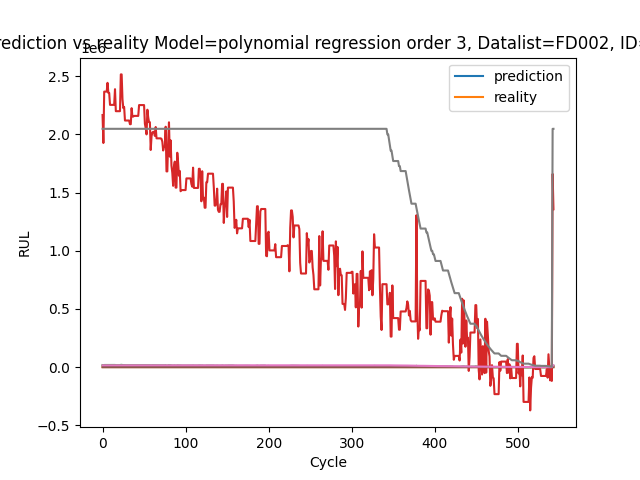 rediction vs reality Model=polynomial regression order 3, Datalist=FD002, ID=
1e6
2.5
2.0
1.5
1.0
0.5
0.0
−0.5
RUL
prediction
reality
0 100 200 300 400 500
Cycle